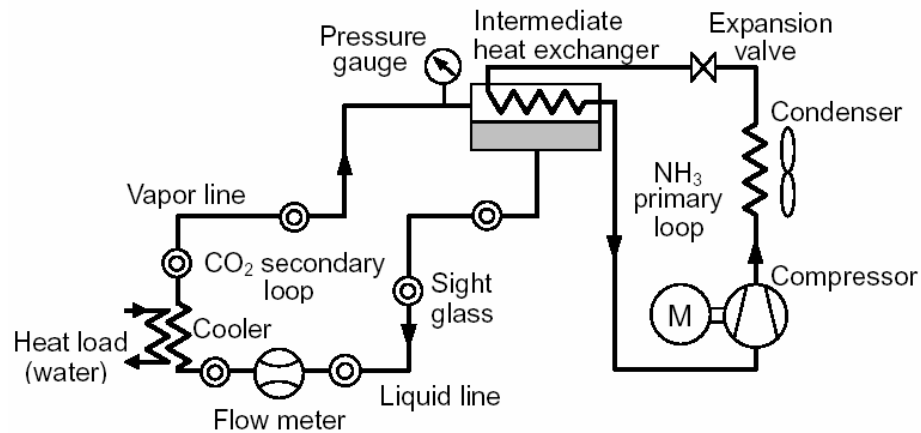 Pressure
gauge
Intermediate
heat exchanger
Expansion
valve
Condenser
Vapor line
NH₃
primary
loop
CO₂ secondary
loop
Sight
glass
Compressor
M
Heat load
(water)
Cooler
Liquid line
Flow meter